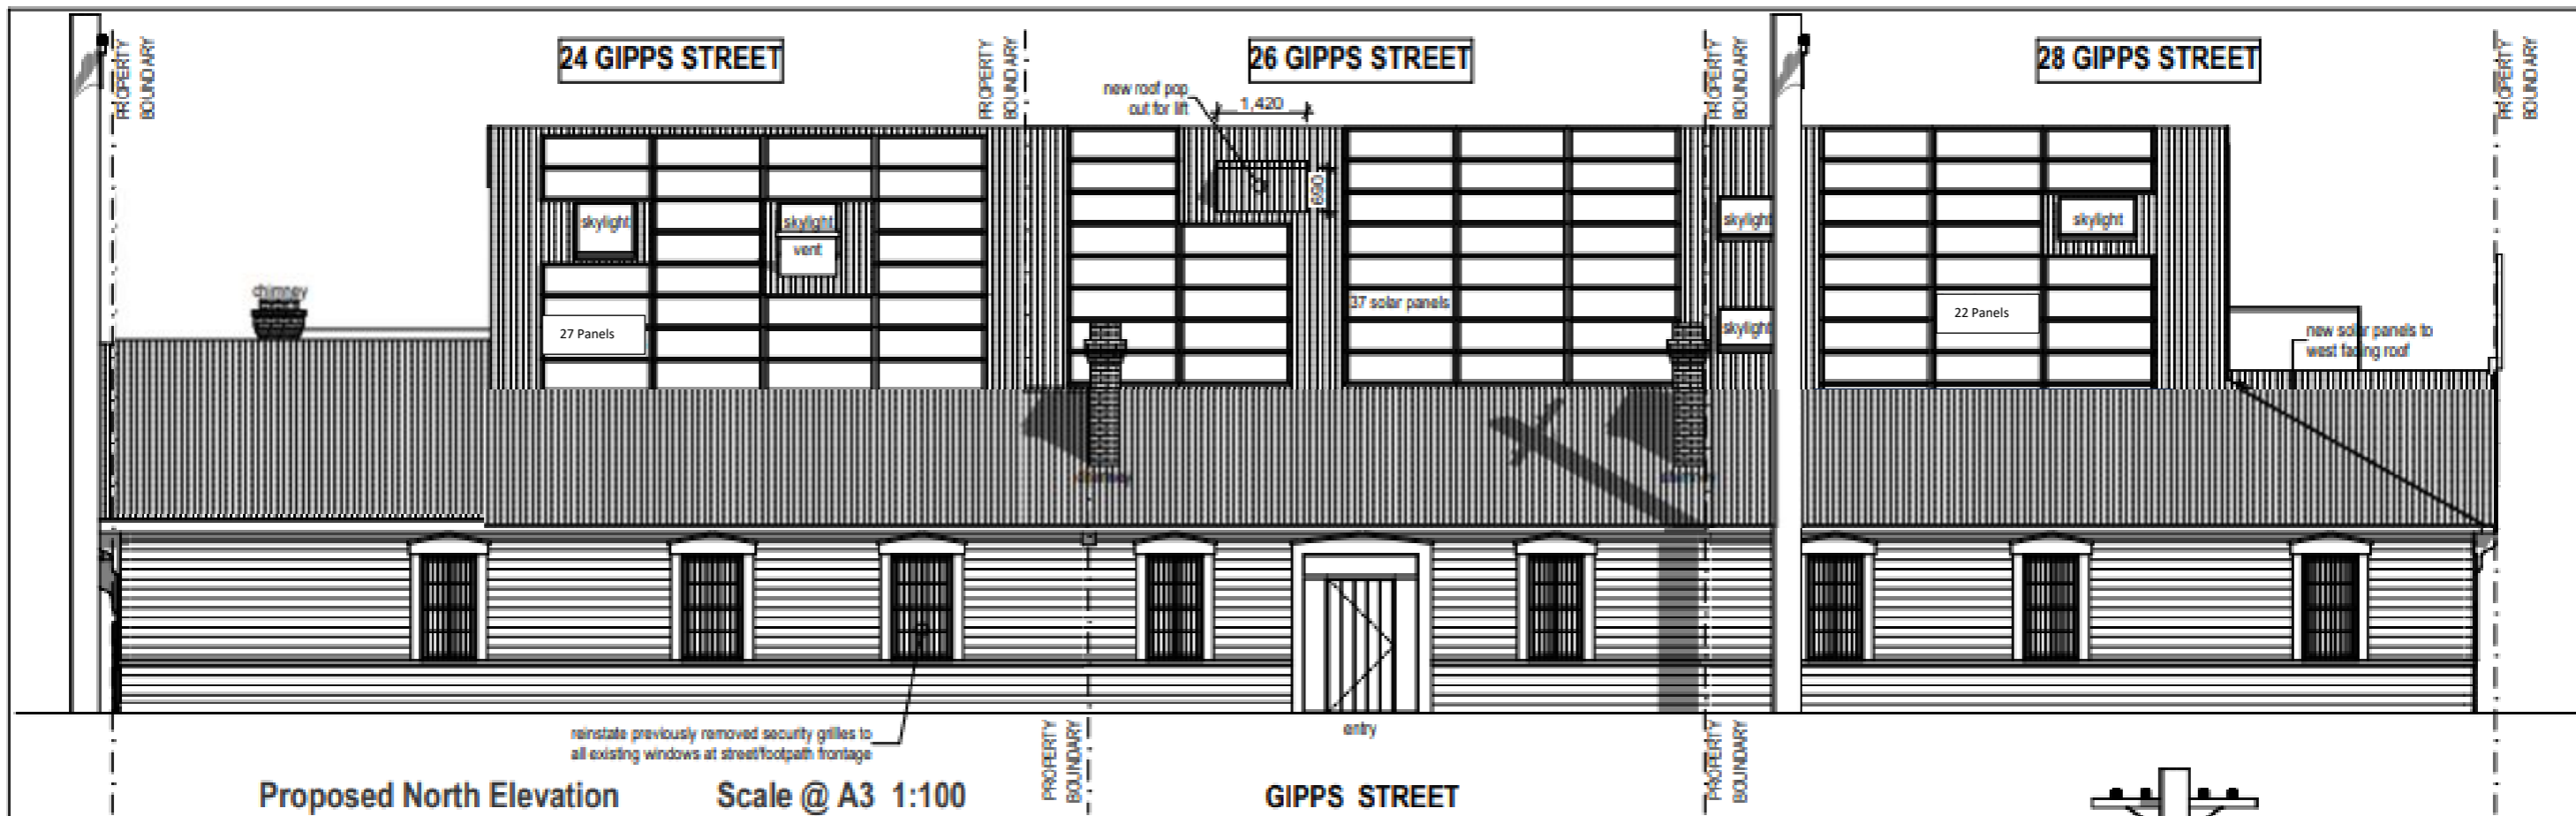 PROPERTY
BOUNDARY
24 GIPPS STREET
PROPERTY
BOUNDARY
26 GIPPS STREET
PROPERTY
BOUNDARY
28 GIPPS STREET
PROPERTY
BOUNDARY
new roof pop
out for lift
1,420
690
skylight
skylight
vent
skylight
skylight
skylight
chimney
27 Panels
37 solar panels
22 Panels
new solar panels to
west facing roof
chimney
chimney
reinstate previously removed security grilles to
all existing windows at street/footpath frontage
entry
PROPERTY
BOUNDARY
PROPERTY
BOUNDARY
Proposed North Elevation
Scale @ A3 1:100
GIPPS STREET